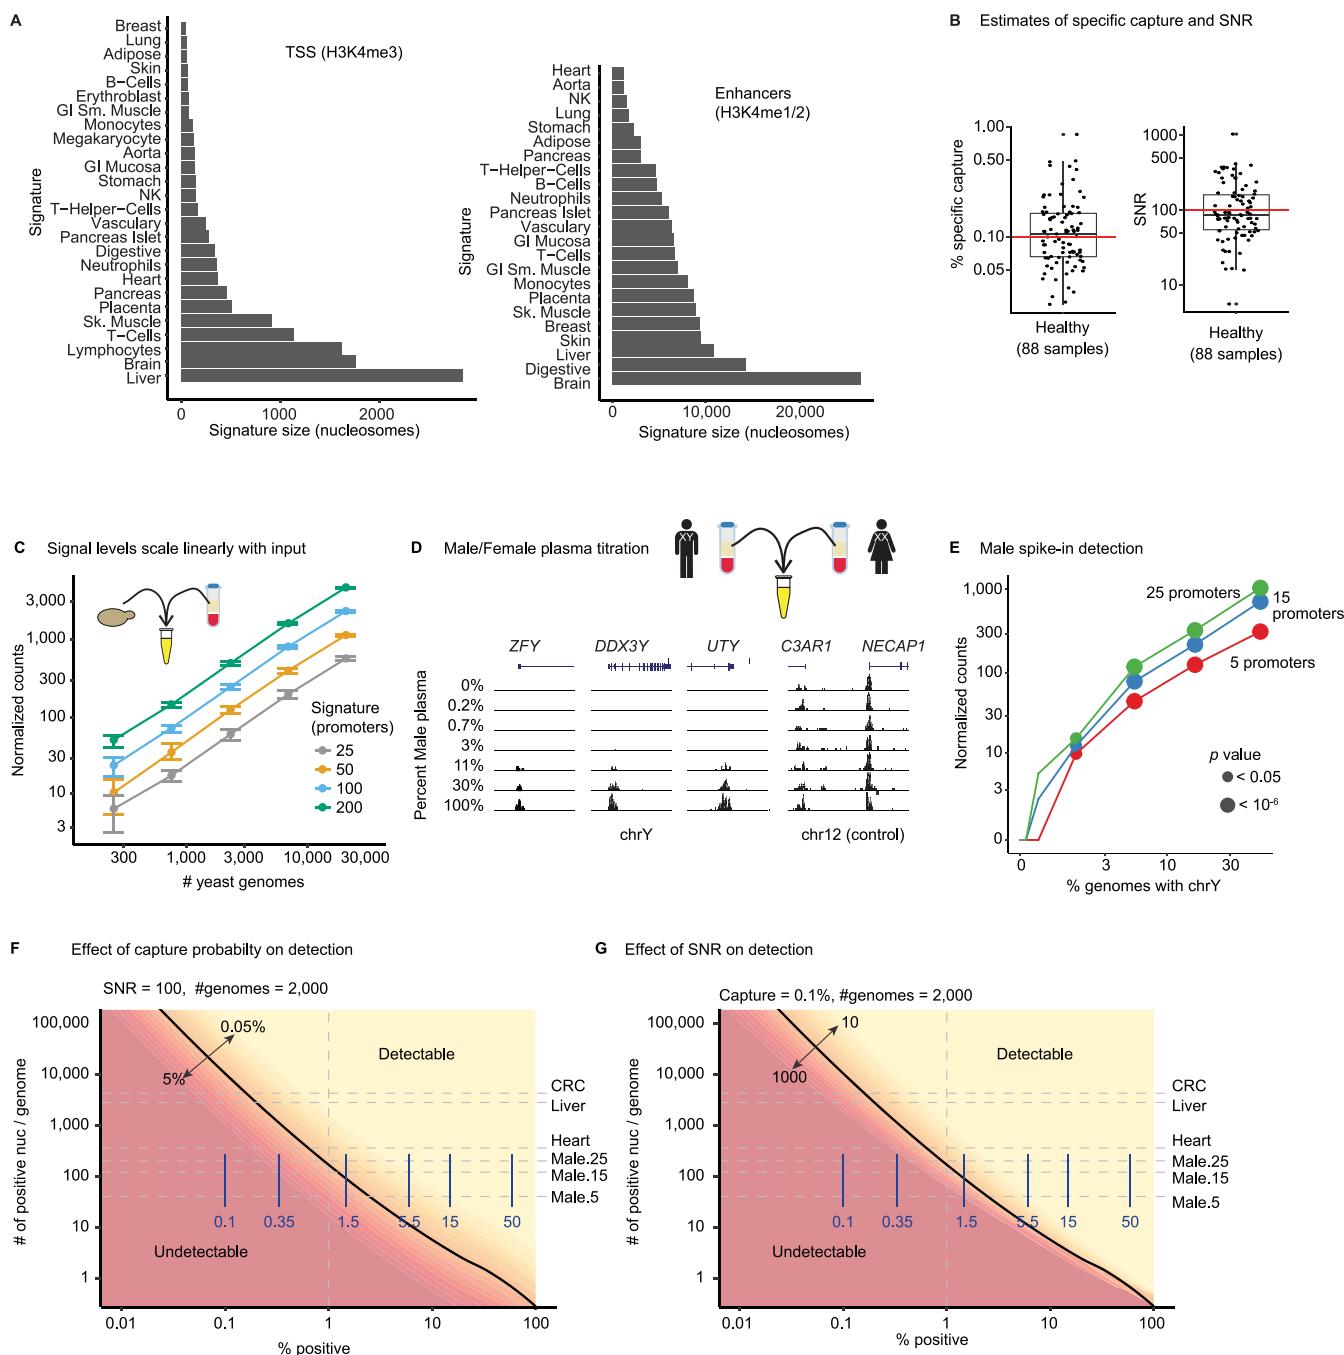 A
TSS (H3K4me3)
Signature
Breast
Lung
Adipose
Skin
B−Cells
Erythroblast
GI Sm. Muscle
Monocytes
Megakaryocyte
Aorta
GI Mucosa
Stomach
NK
T−Helper−Cells
Vasculary
Pancreas Islet
Digestive
Neutrophils
Heart
Pancreas
Placenta
Sk. Muscle
T−Cells
Lymphocytes
Brain
Liver
0 1000 2000
Signature size (nucleosomes)
Enhancers
(H3K4me1/2)
Signature
Heart
Aorta
NK
Lung
Stomach
Adipose
Pancreas
T−Helper−Cells
B−Cells
Neutrophils
Pancreas Islet
Vasculary
GI Mucosa
T−Cells
GI Sm. Muscle
Monocytes
Placenta
Sk. Muscle
Breast
Skin
Liver
Digestive
Brain
0 10,000 20,000
Signature size (nucleosomes)
B Estimates of specific capture and SNR
% specific capture
1.00
0.50
0.10
0.05
Healthy
(88 samples)
SNR
1000
500
100
50
10
Healthy
(88 samples)
C Signal levels scale linearly with input
Normalized counts
3,000
1,000
300
100
30
10
3
Signature
(promoters)
25
50
100
200
300 1,000 3,000 10,000 30,000
# yeast genomes
D Male/Female plasma titration
ZFY DDX3Y UTY C3AR1 NECAP1
Percent Male plasma
0%
0.2%
0.7%
3%
11%
30%
100%
chrY chr12 (control)
E Male spike-in detection
Normalized counts
1,000
300
100
30
10
3
0
25 promoters
15
promoters
5 promoters
p value
< 0.05
< 10-6
0 3 10 30
% genomes with chrY
F Effect of capture probabilty on detection
SNR = 100, #genomes = 2,000
# of positive nuc / genome
100,000
10,000
1,000
100
10
1
0.05%
5%
Detectable
Undetectable
CRC
Liver
Heart
Male.25
Male.15
Male.5
0.1 0.35 1.5 5.5 15 50
0.01 0.1 1 10 100
% positive
G Effect of SNR on detection
Capture = 0.1%, #genomes = 2,000
# of positive nuc / genome
100,000
10,000
1,000
100
10
1
10
1000
Detectable
Undetectable
CRC
Liver
Heart
Male.25
Male.15
Male.5
0.1 0.35 1.5 5.5 15 50
0.01 0.1 1 10 100
% positive